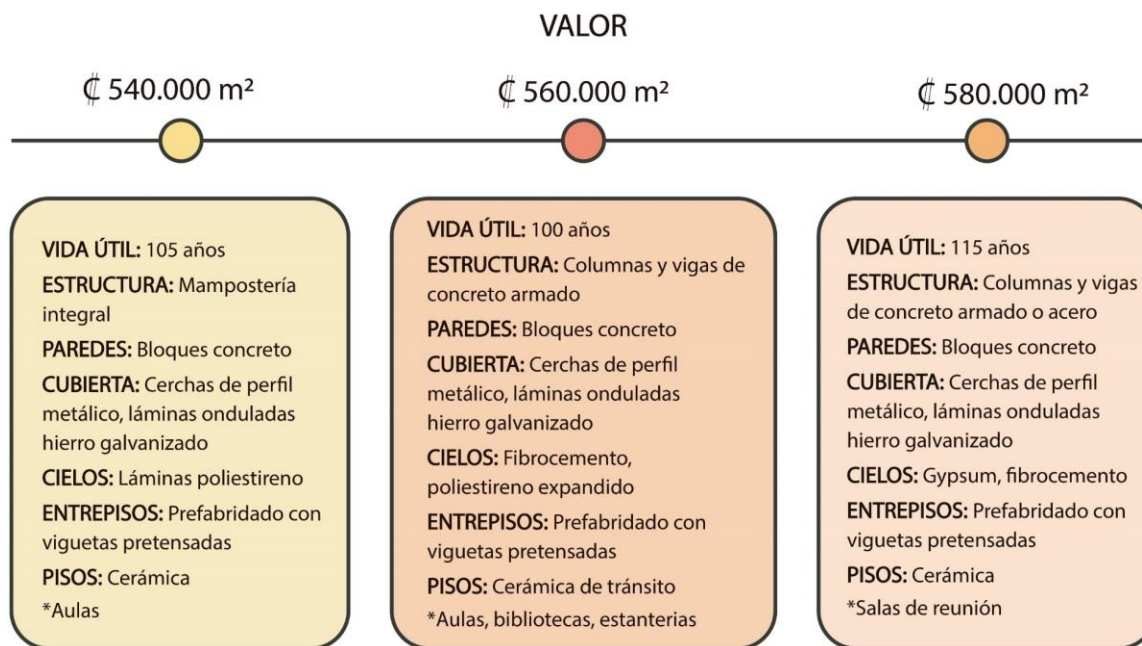 VALOR
₡ 540.000 m²
₡ 560.000 m²
₡ 580.000 m²
VIDA ÚTIL: 105 años
ESTRUCTURA: Mampostería
integral
PAREDES: Bloques concreto
CUBIERTA: Cerchas de perfil
metálico, láminas onduladas
hierro galvanizado
CIELOS: Láminas poliestireno
ENTREPISOS: Prefabridado con
viguetas pretensadas
PISOS: Cerámica
*Aulas
VIDA ÚTIL: 100 años
ESTRUCTURA: Columnas y vigas de
concreto armado
PAREDES: Bloques concreto
CUBIERTA: Cerchas de perfil
metálico, láminas onduladas
hierro galvanizado
CIELOS: Fibrocemento,
poliestireno expandido
ENTREPISOS: Prefabridado con
viguetas pretensadas
PISOS: Cerámica de tránsito
*Aulas, bibliotecas, estanterias
VIDA ÚTIL: 115 años
ESTRUCTURA: Columnas y vigas
de concreto armado o acero
PAREDES: Bloques concreto
CUBIERTA: Cerchas de perfil
metálico, láminas onduladas
hierro galvanizado
CIELOS: Gypsum, fibrocemento
ENTREPISOS: Prefabridado con
viguetas pretensadas
PISOS: Cerámica
*Salas de reunión